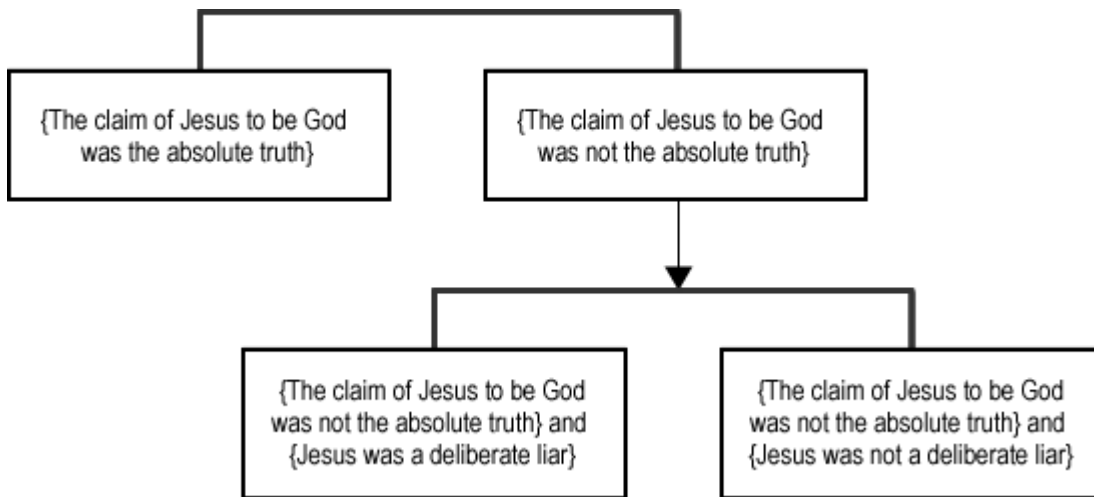 {The claim of Jesus to be God
was the absolute truth}
{The claim of Jesus to be God
was not the absolute truth}
{The claim of Jesus to be God
was not the absolute truth} and
{Jesus was a deliberate liar}
{The claim of Jesus to be God
was not the absolute truth} and
{Jesus was not a deliberate liar}